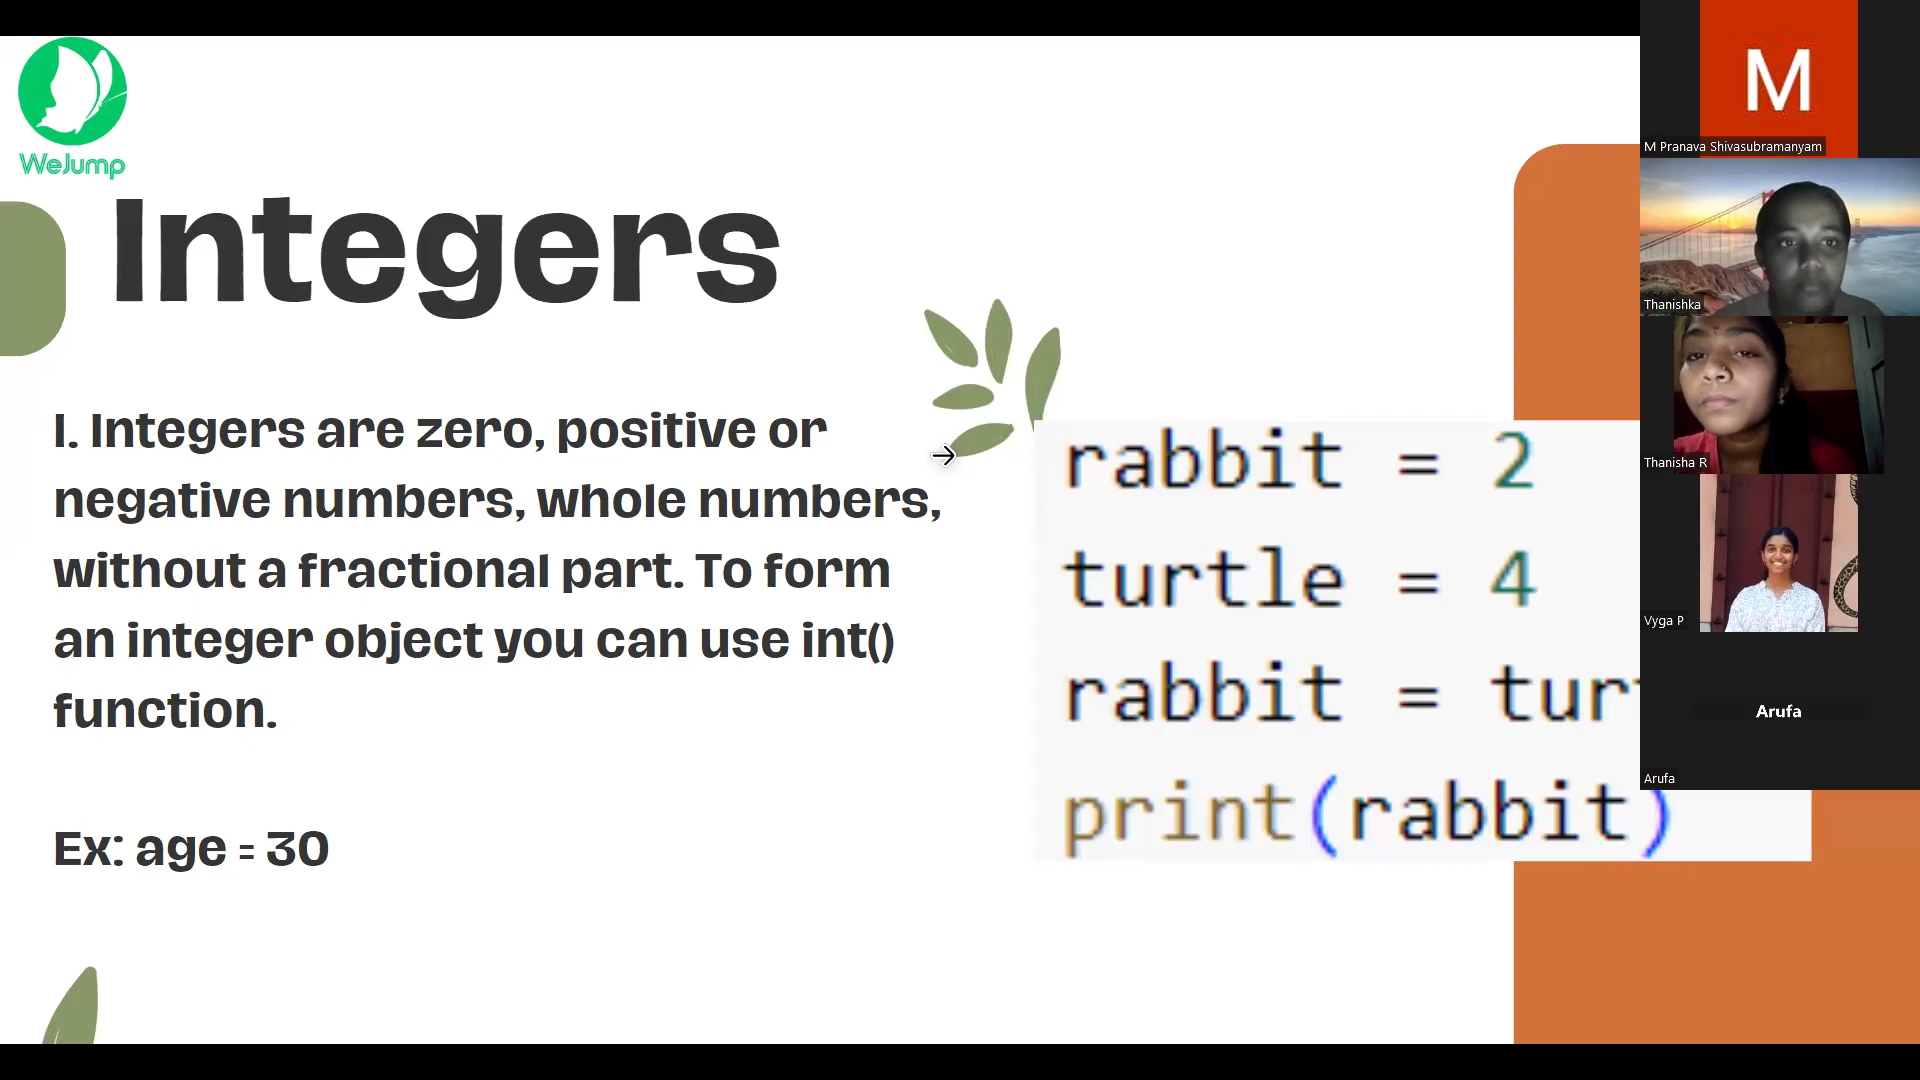 WeJump
Integers
I. Integers are zero, positive or
negative numbers, whole numbers,
without a fractional part. To form
an integer object you can use int()
function.
Ex: age = 30
rabbit = 2
turtle = 4
rabbit = tur
print(rabbit)
M
M Pranava Shivasubramanyam
Thanishka
Thanisha R
Vyga P
Arufa
Arufa